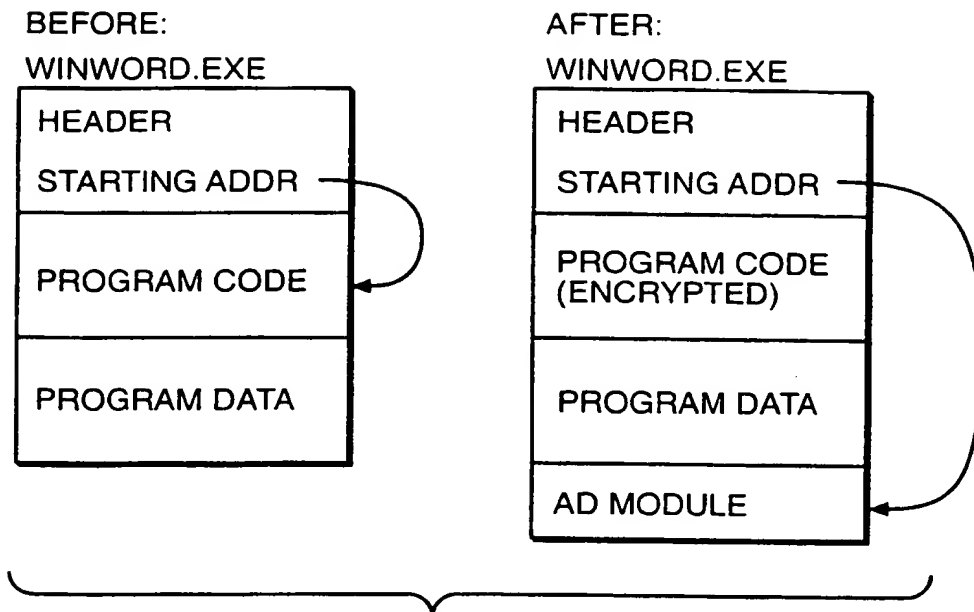 BEFORE:
WINWORD.EXE
HEADER
STARTING ADDR
PROGRAM CODE
PROGRAM DATA
AFTER:
WINWORD.EXE
HEADER
STARTING ADDR
PROGRAM CODE
(ENCRYPTED)
PROGRAM DATA
AD MODULE